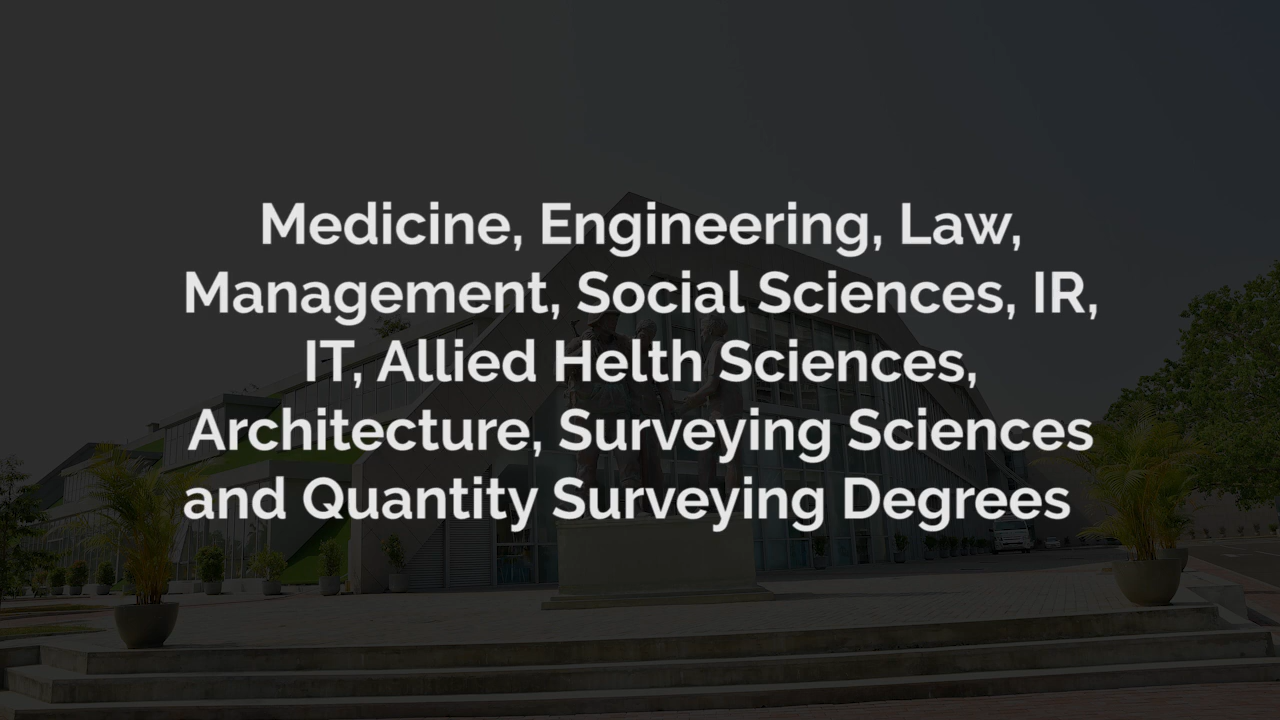 Medicine, Engineering, Law,
Management, Social Sciences, IR,
IT, Allied Helth Sciences,
Architecture, Surveying Sciences
and Quantity Surveying Degrees